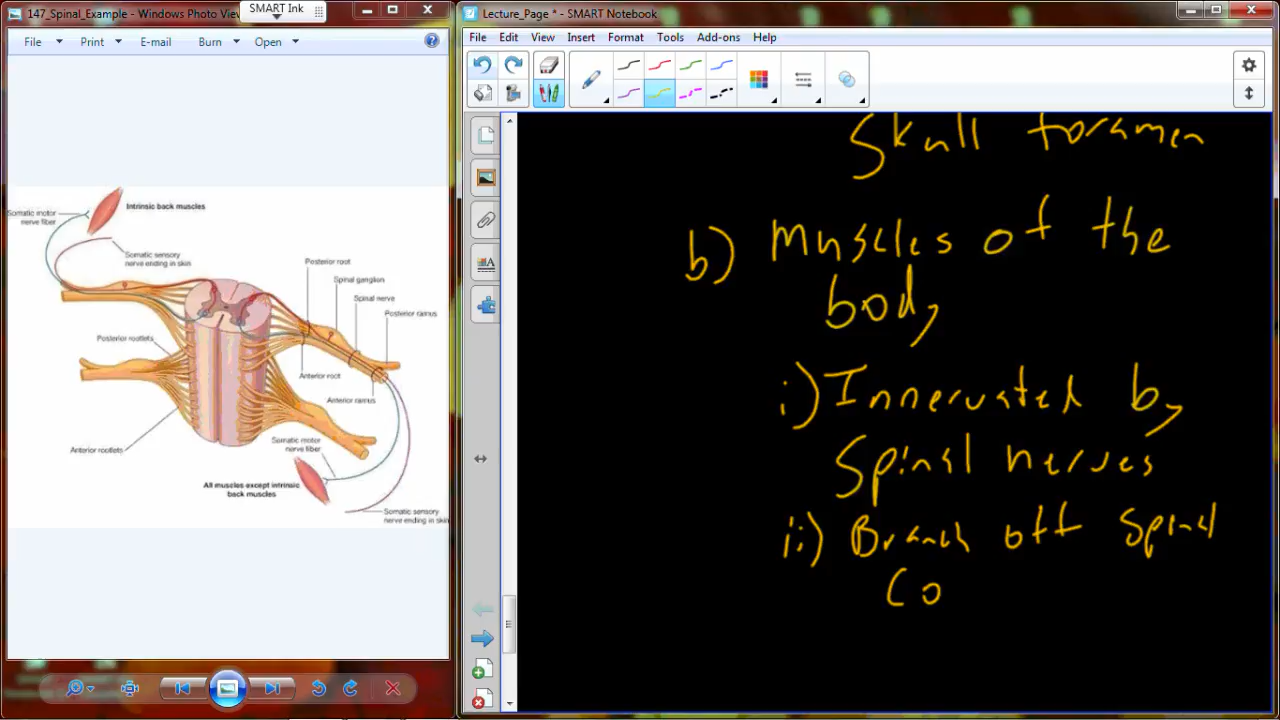 147_Spinal_Example - Windows Photo View
SMART Ink
Lecture_Page * - SMART Notebook
File Print E-mail Burn Open
File Edit View Insert Format Tools Add-ons Help
Skull foramen
b) Muscles of the
body
i) Innervated by
Spinal nerves
ii) Branch off Spinal
Co
Somatic motor
nerve fiber
Intrinsic back muscles
Somatic sensory
nerve ending in skin
Posterior root
Spinal ganglion
Spinal nerve
Posterior ramus
Posterior rootlets
Anterior root
Anterior ramus
Anterior rootlets
Somatic motor
nerve fiber
All muscles except intrinsic
back muscles
Somatic sensory
nerve ending in skin